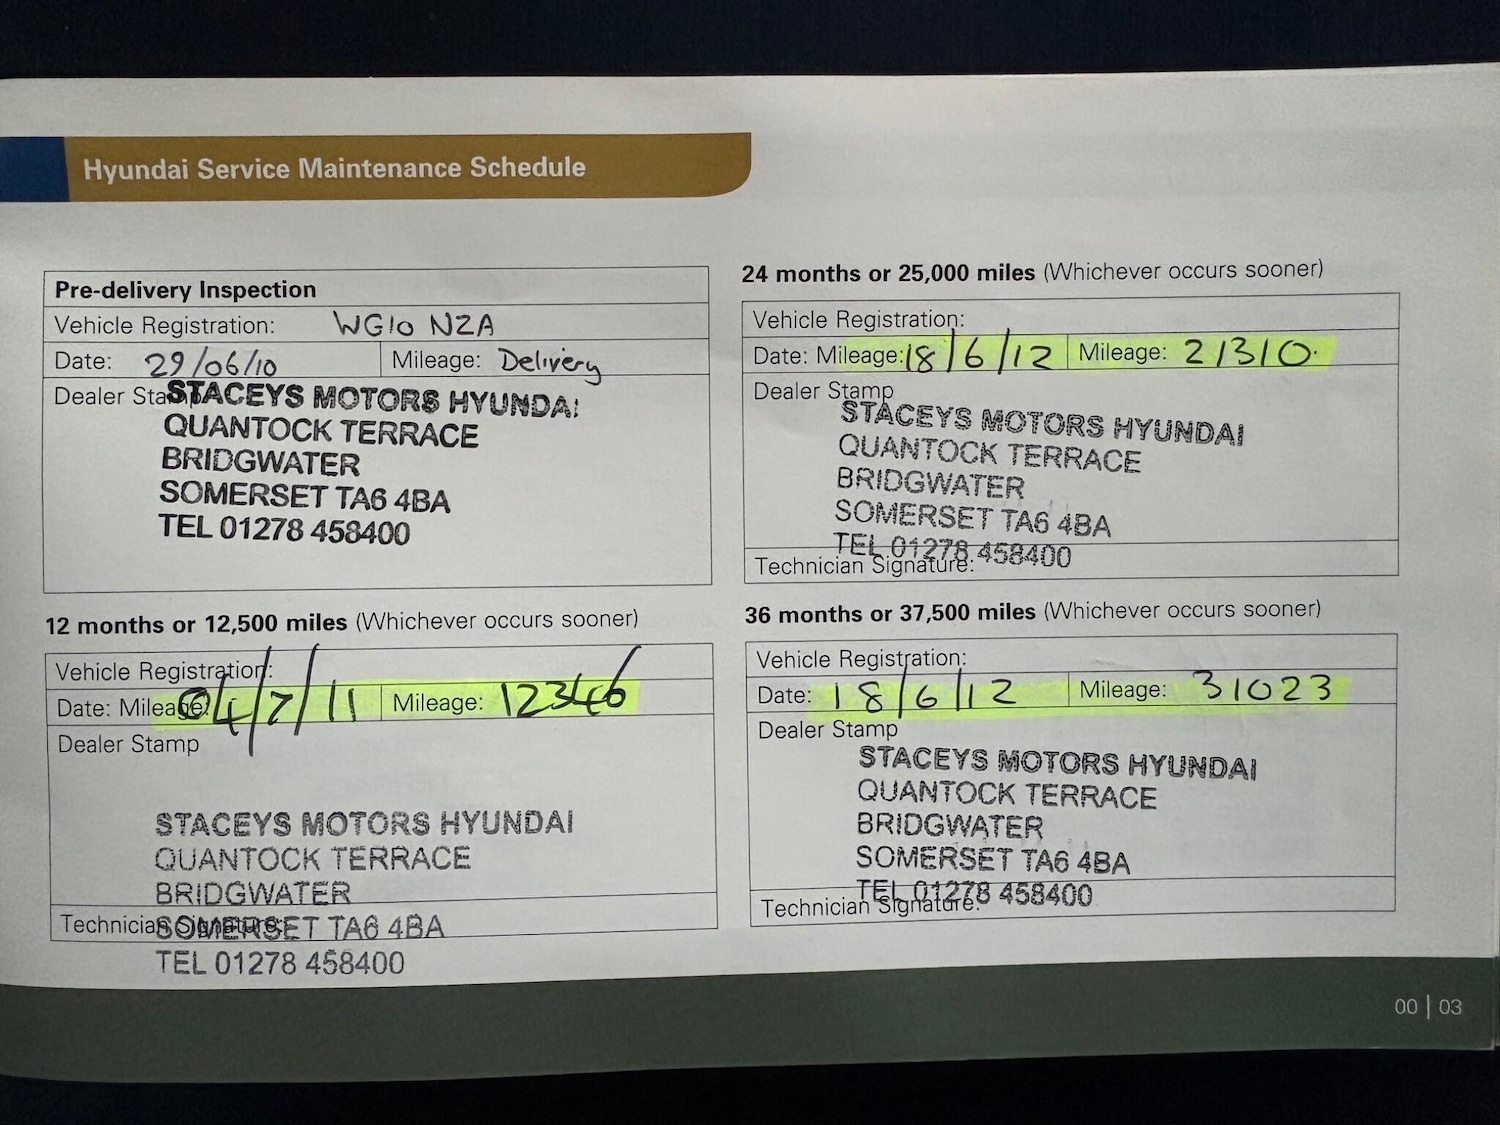 Hyundai Service Maintenance Schedule
Pre-delivery Inspection
Vehicle Registration: WG10 NZA
Date: 29/06/10 Mileage: Delivery
Dealer Stamp
STACEYS MOTORS HYUNDAI
QUANTOCK TERRACE
BRIDGWATER
SOMERSET TA6 4BA
TEL 01278 458400
12 months or 12,500 miles (Whichever occurs sooner)
Vehicle Registration:
Date: Mileage: 04/7/11 Mileage: 12346
Dealer Stamp
STACEYS MOTORS HYUNDAI
QUANTOCK TERRACE
BRIDGWATER
Technician Signature:
SOMERSET TA6 4BA
TEL 01278 458400
24 months or 25,000 miles (Whichever occurs sooner)
Vehicle Registration:
Date: Mileage: 18/6/12 Mileage: 21310
Dealer Stamp
STACEYS MOTORS HYUNDAI
QUANTOCK TERRACE
BRIDGWATER
SOMERSET TA6 4BA
TEL 01278 458400
Technician Signature:
36 months or 37,500 miles (Whichever occurs sooner)
Vehicle Registration:
Date: 18/6/12 Mileage: 31023
Dealer Stamp
STACEYS MOTORS HYUNDAI
QUANTOCK TERRACE
BRIDGWATER
SOMERSET TA6 4BA
TEL 01278 458400
Technician Signature:
00 | 03